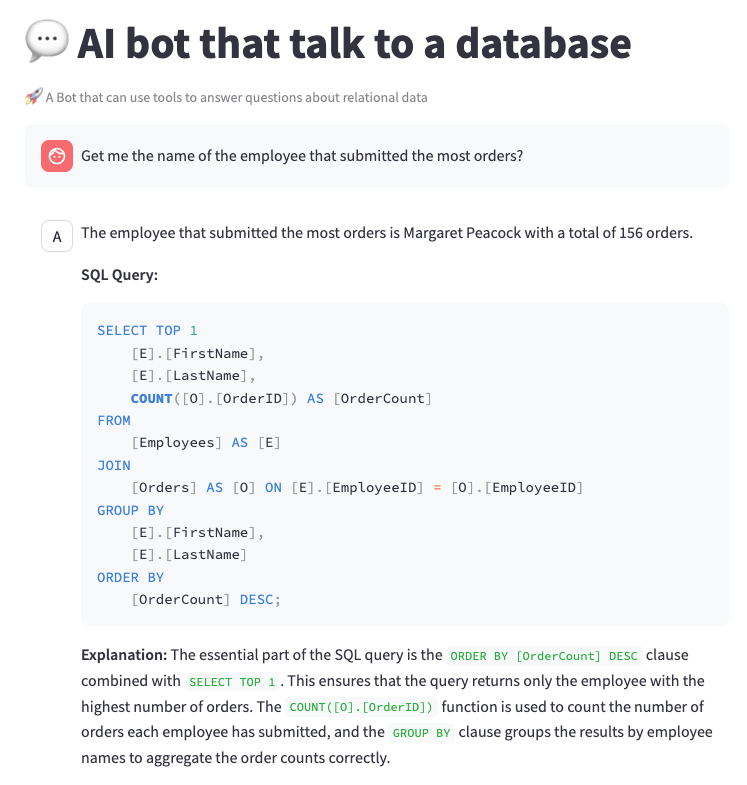 💬 AI bot that talk to a database
🚀 A Bot that can use tools to answer questions about relational data
Get me the name of the employee that submitted the most orders?
A
The employee that submitted the most orders is Margaret Peacock with a total of 156 orders.
SQL Query:
SELECT TOP 1
    [E].[FirstName],
    [E].[LastName],
    COUNT([O].[OrderID]) AS [OrderCount]
FROM
    [Employees] AS [E]
JOIN
    [Orders] AS [O] ON [E].[EmployeeID] = [O].[EmployeeID]
GROUP BY
    [E].[FirstName],
    [E].[LastName]
ORDER BY
    [OrderCount] DESC;
Explanation: The essential part of the SQL query is the ORDER BY [OrderCount] DESC clause
combined with SELECT TOP 1 . This ensures that the query returns only the employee with the
highest number of orders. The COUNT([O].[OrderID]) function is used to count the number of
orders each employee has submitted, and the GROUP BY clause groups the results by employee
names to aggregate the order counts correctly.